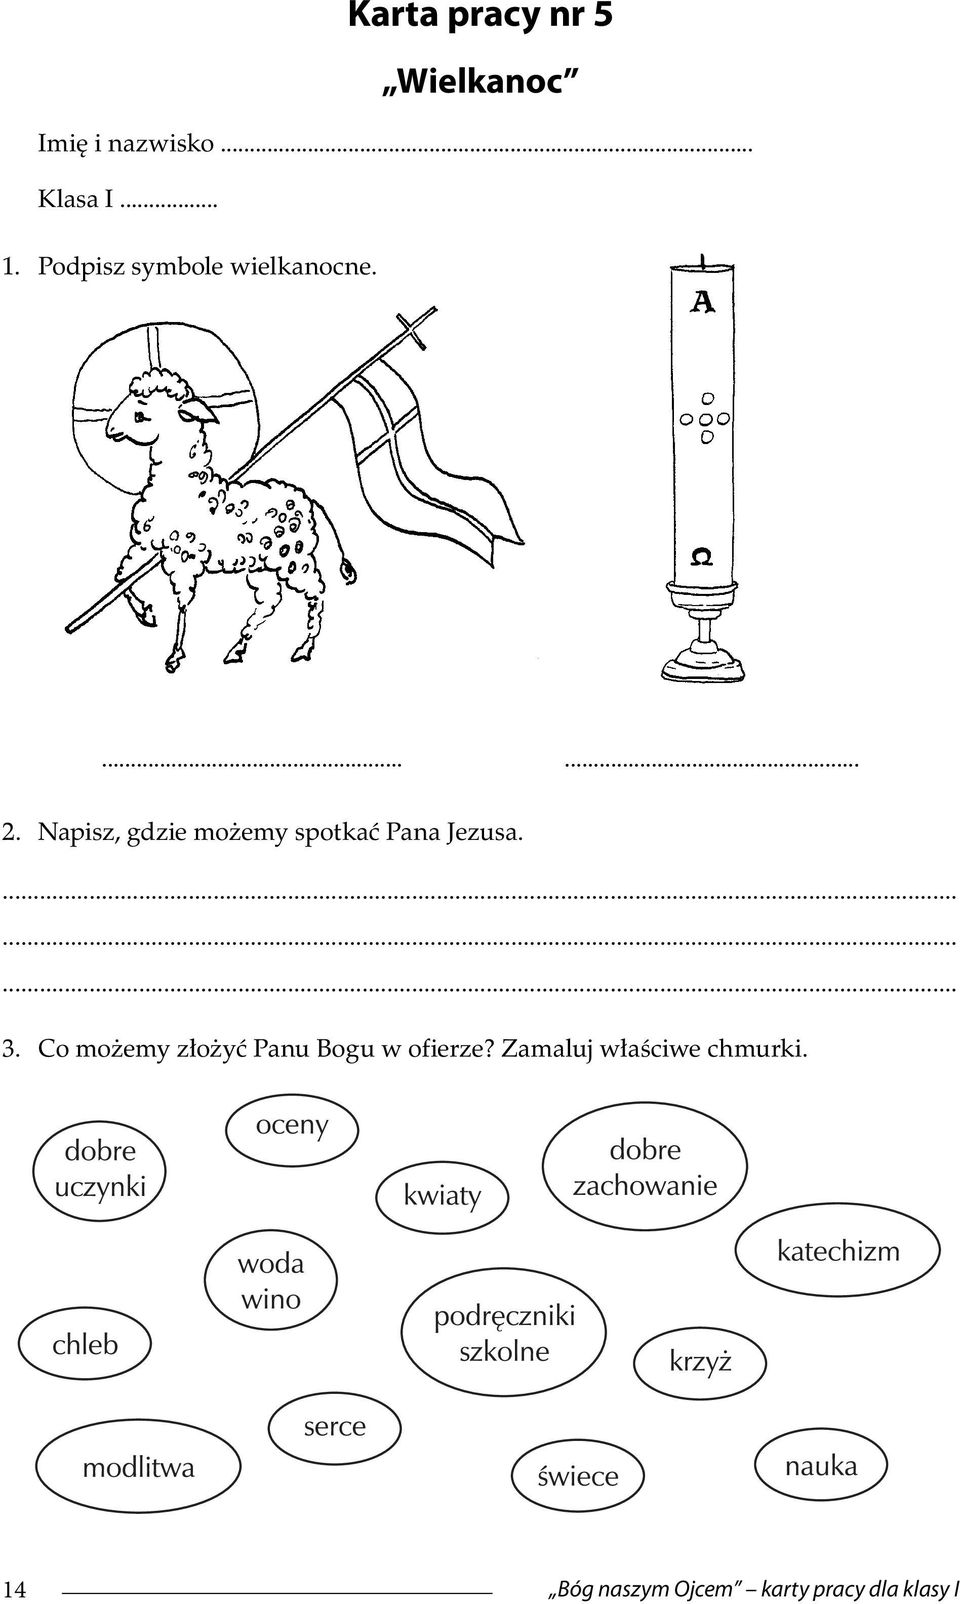 Karta pracy nr 5
„Wielkanoc”
Imię i nazwisko ...
Klasa I ...
1. Podpisz symbole wielkanocne.
A
Ω
... ...
2. Napisz, gdzie możemy spotkać Pana Jezusa.
...
...
...
3. Co możemy złożyć Panu Bogu w ofierze? Zamaluj właściwe chmurki.
dobre
uczynki
oceny
kwiaty
dobre
zachowanie
chleb
woda
wino
podręczniki
szkolne
krzyż
katechizm
modlitwa
serce
świece
nauka
14 „Bóg naszym Ojcem” – karty pracy dla klasy I